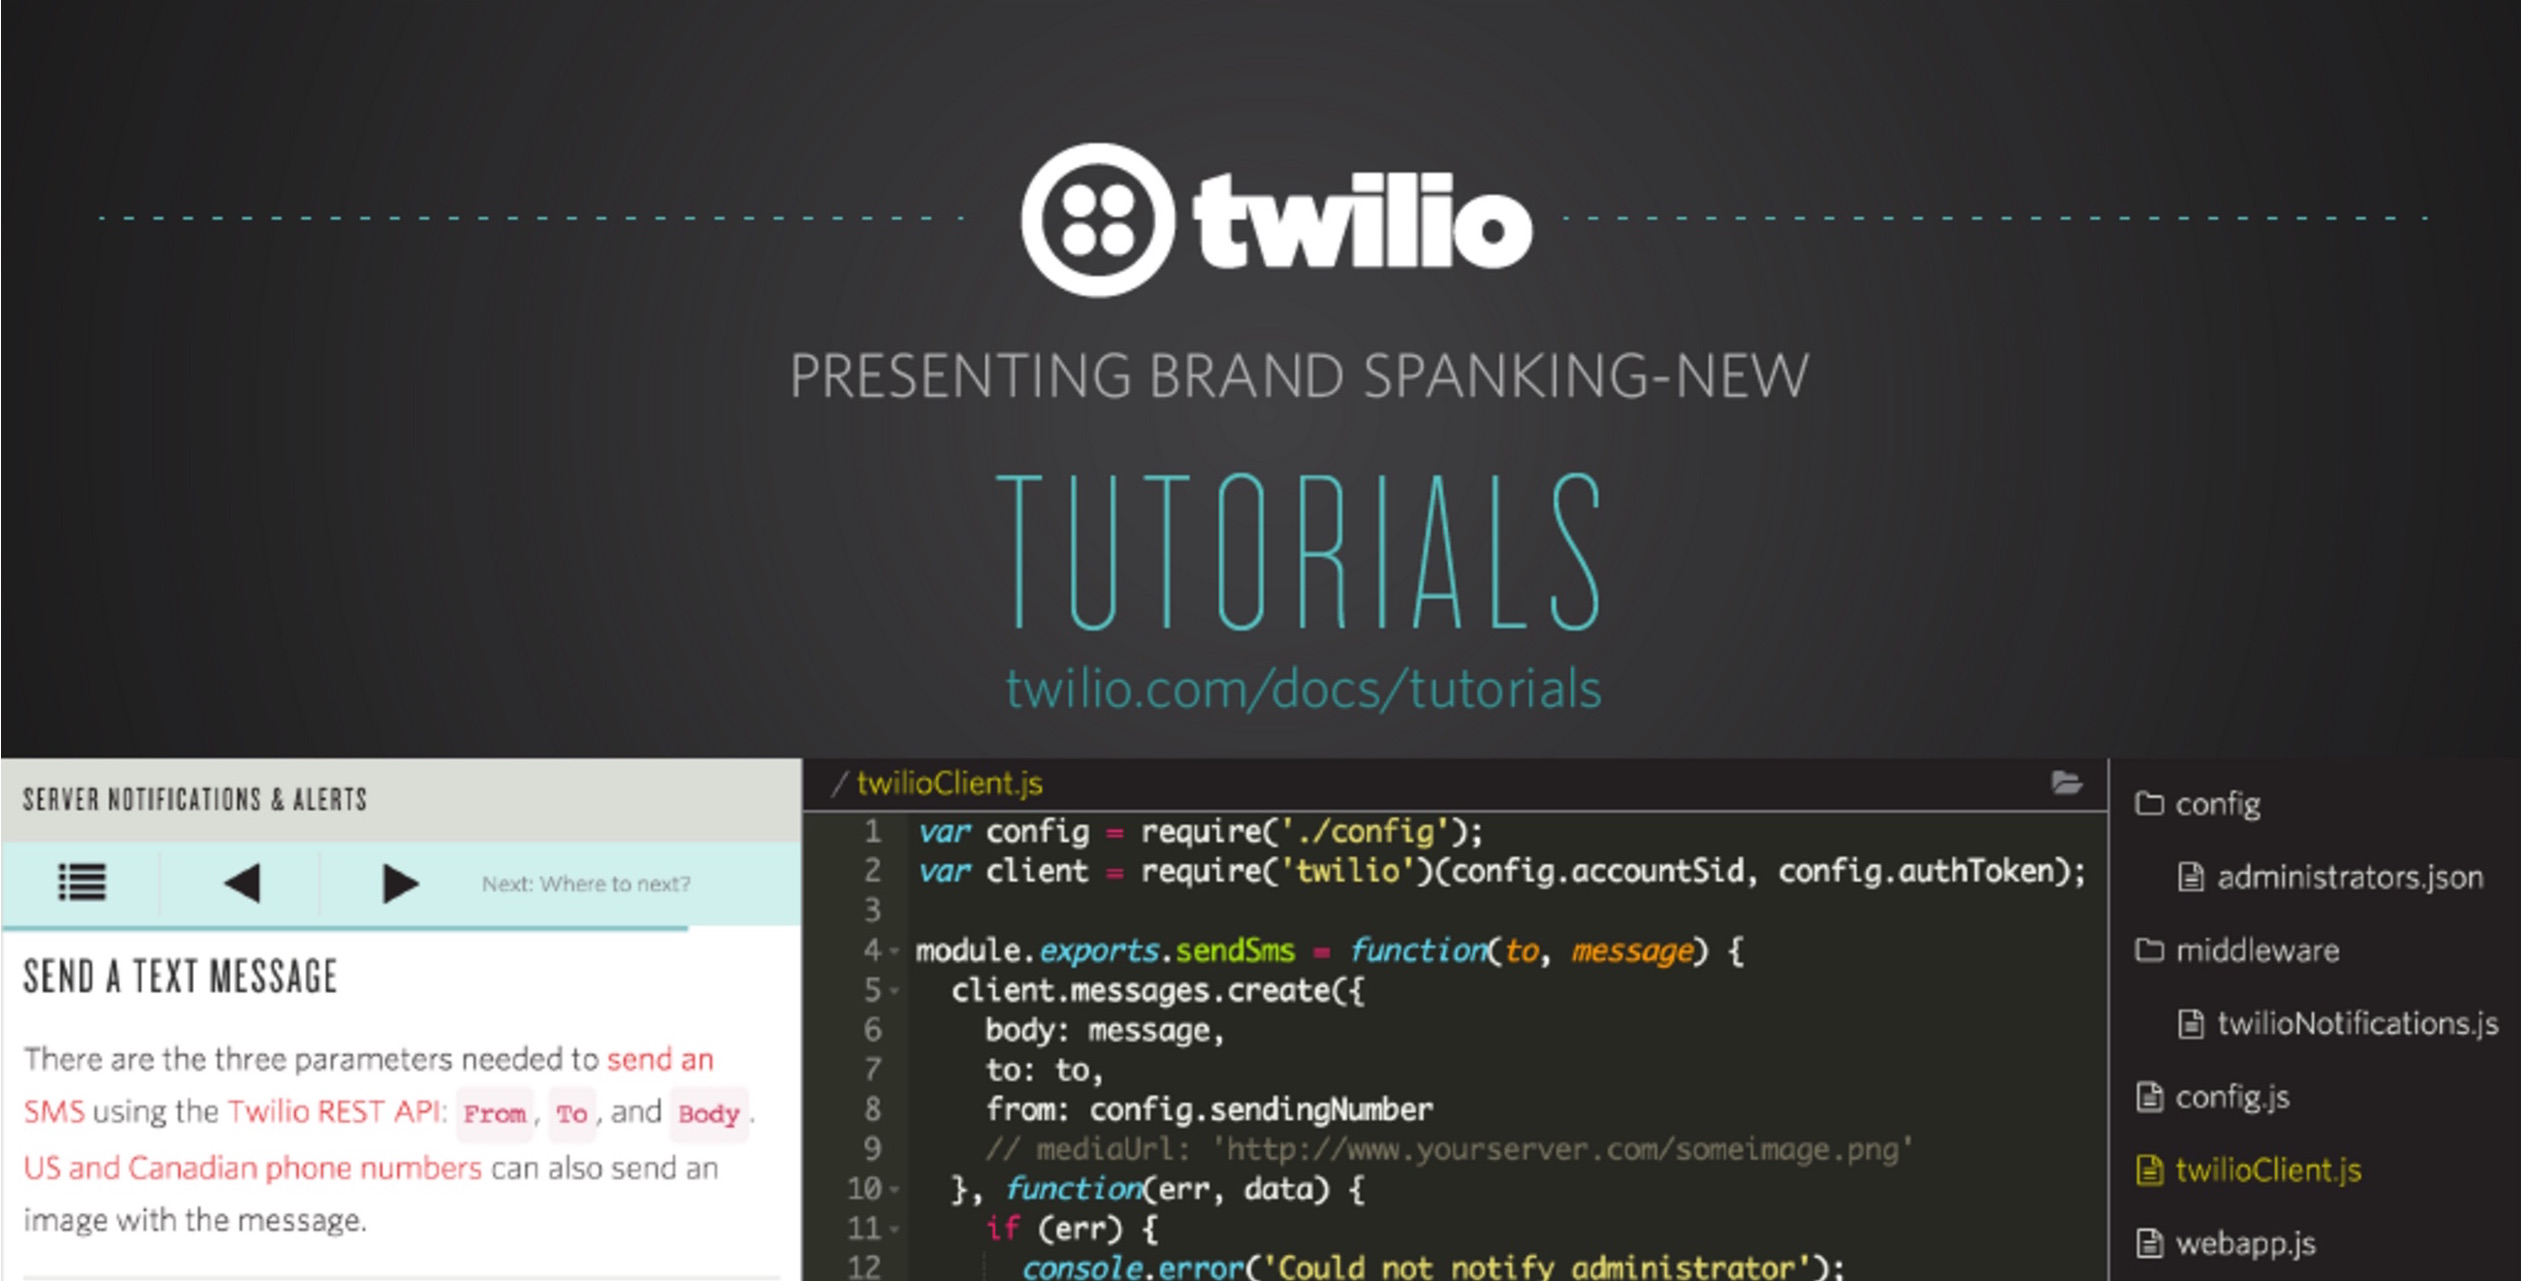 twilio
PRESENTING BRAND SPANKING-NEW
TUTORIALS
twilio.com/docs/tutorials
SERVER NOTIFICATIONS & ALERTS
Next: Where to next?
SEND A TEXT MESSAGE
There are the three parameters needed to send an
SMS using the Twilio REST API: From, To, and Body.
US and Canadian phone numbers can also send an
image with the message.
/ twilioClient.js
1 var config = require('./config');
2 var client = require('twilio')(config.accountSid, config.authToken);
3
4 module.exports.sendSms = function(to, message) {
5   client.messages.create({
6     body: message,
7     to: to,
8     from: config.sendingNumber
9     // mediaUrl: 'http://www.yourserver.com/someimage.png'
10   }, function(err, data) {
11     if (err) {
12       console.error('Could not notify administrator');
config
administrators.json
middleware
twilioNotifications.js
config.js
twilioClient.js
webapp.js